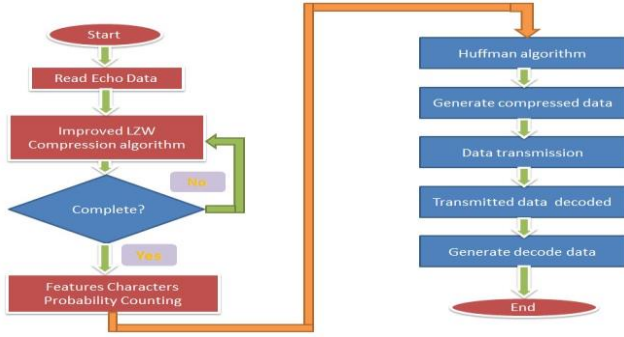 Start
Read Echo Data
Improved LZW
Compression algorithm
No
Complete?
Yes
Features Characters
Probability Counting
Huffman algorithm
Generate compressed data
Data transmission
Transmitted data decoded
Generate decode data
End